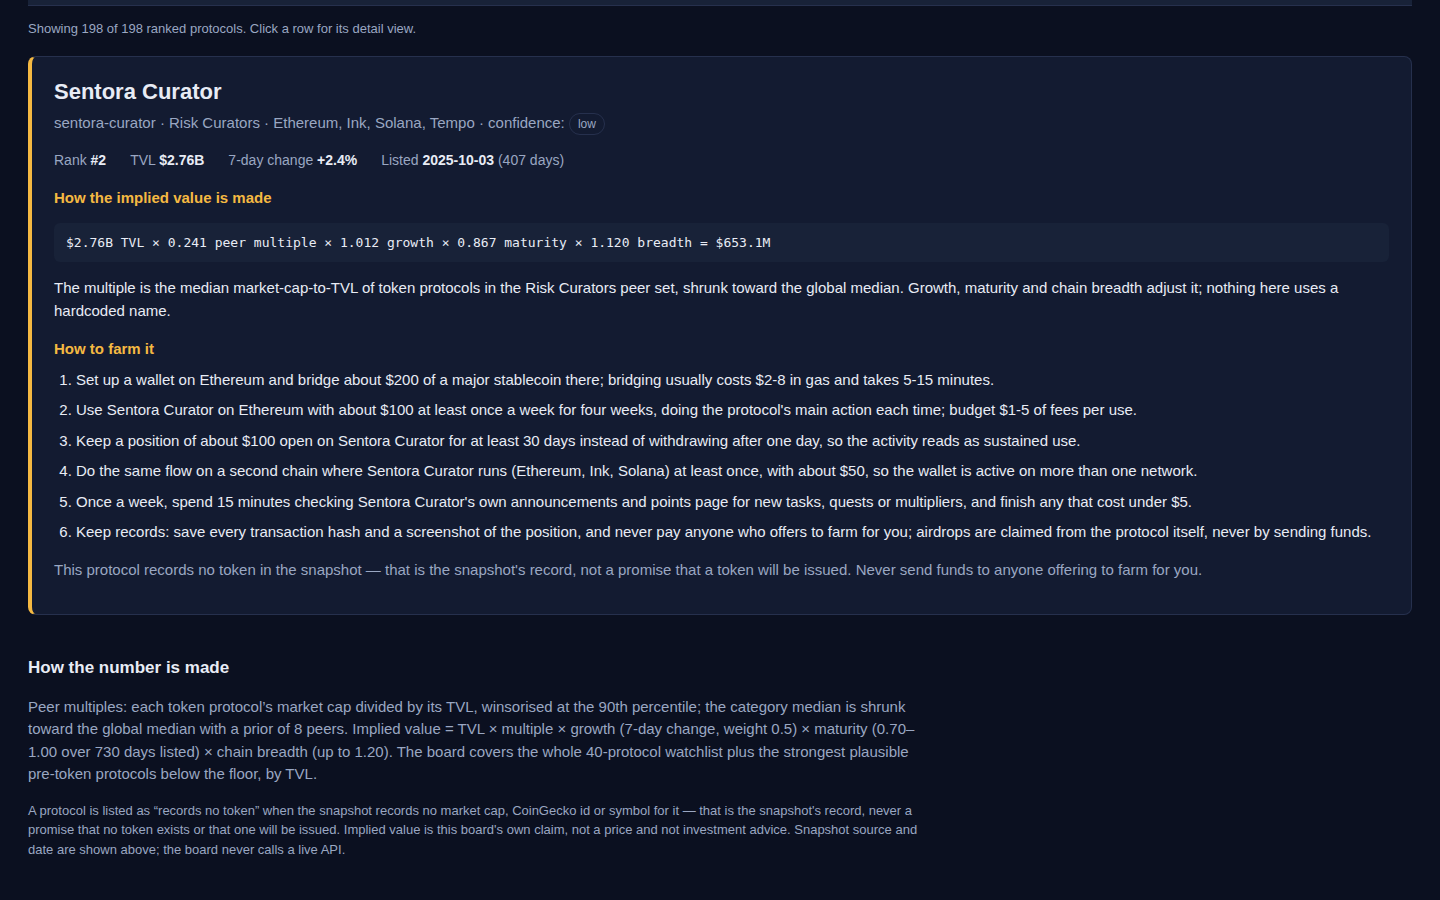 Showing 198 of 198 ranked protocols. Click a row for its detail view.
Sentora Curator
sentora-curator · Risk Curators · Ethereum, Ink, Solana, Tempo · confidence: low
Rank #2 TVL $2.76B 7-day change +2.4% Listed 2025-10-03 (407 days)
How the implied value is made
$2.76B TVL × 0.241 peer multiple × 1.012 growth × 0.867 maturity × 1.120 breadth = $653.1M
The multiple is the median market-cap-to-TVL of token protocols in the Risk Curators peer set, shrunk toward the global median. Growth, maturity and chain breadth adjust it; nothing here uses a
hardcoded name.
How to farm it
1. Set up a wallet on Ethereum and bridge about $200 of a major stablecoin there; bridging usually costs $2-8 in gas and takes 5-15 minutes.
2. Use Sentora Curator on Ethereum with about $100 at least once a week for four weeks, doing the protocol's main action each time; budget $1-5 of fees per use.
3. Keep a position of about $100 open on Sentora Curator for at least 30 days instead of withdrawing after one day, so the activity reads as sustained use.
4. Do the same flow on a second chain where Sentora Curator runs (Ethereum, Ink, Solana) at least once, with about $50, so the wallet is active on more than one network.
5. Once a week, spend 15 minutes checking Sentora Curator's own announcements and points page for new tasks, quests or multipliers, and finish any that cost under $5.
6. Keep records: save every transaction hash and a screenshot of the position, and never pay anyone who offers to farm for you; airdrops are claimed from the protocol itself, never by sending funds.
This protocol records no token in the snapshot — that is the snapshot's record, not a promise that a token will be issued. Never send funds to anyone offering to farm for you.
How the number is made
Peer multiples: each token protocol’s market cap divided by its TVL, winsorised at the 90th percentile; the category median is shrunk
toward the global median with a prior of 8 peers. Implied value = TVL × multiple × growth (7-day change, weight 0.5) × maturity (0.70–
1.00 over 730 days listed) × chain breadth (up to 1.20). The board covers the whole 40-protocol watchlist plus the strongest plausible
pre-token protocols below the floor, by TVL.
A protocol is listed as “records no token” when the snapshot records no market cap, CoinGecko id or symbol for it — that is the snapshot's record, never a
promise that no token exists or that one will be issued. Implied value is this board's own claim, not a price and not investment advice. Snapshot source and
date are shown above; the board never calls a live API.